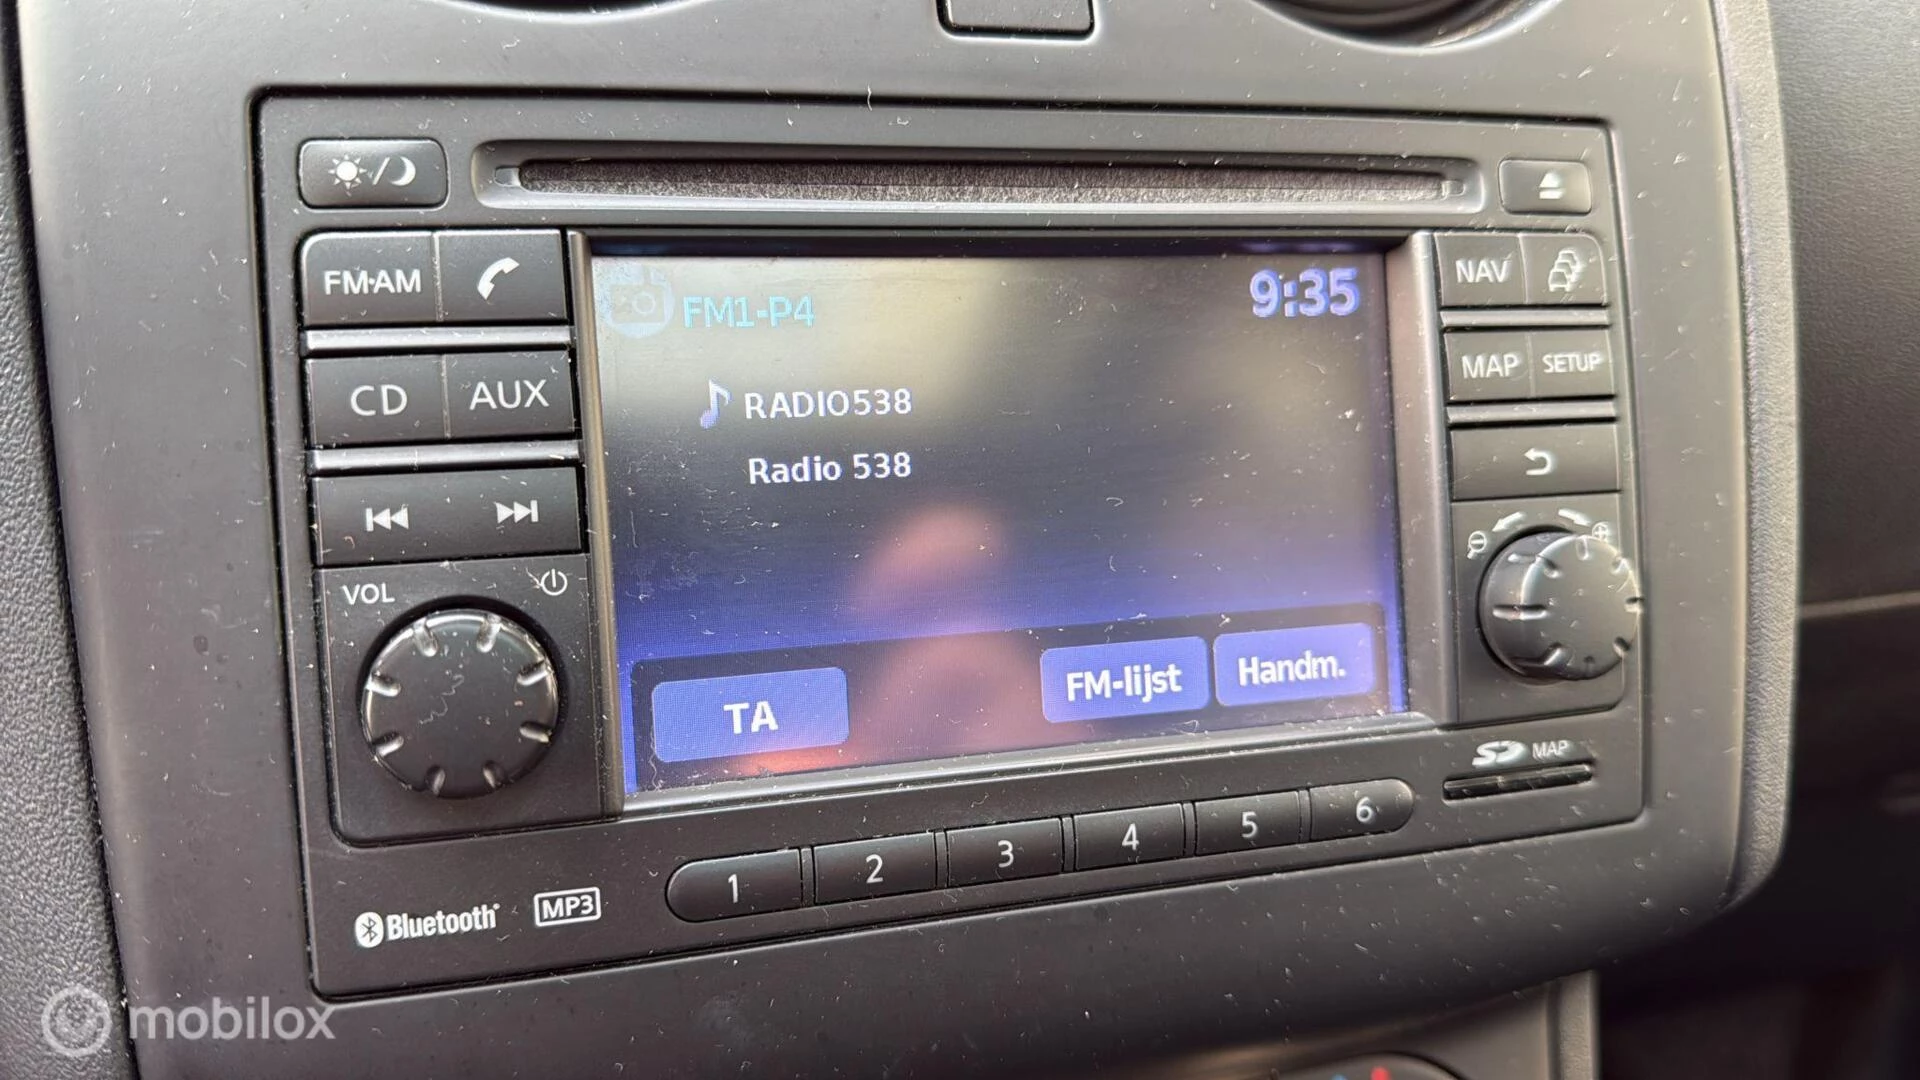 FM·AM
CD
AUX
VOL
FM1-P4
9:35
RADIO538
Radio 538
TA
FM-lijst
Handm.
NAV
MAP
SETUP
SD MAP
1
2
3
4
5
6
Bluetooth
MP3
mobilox